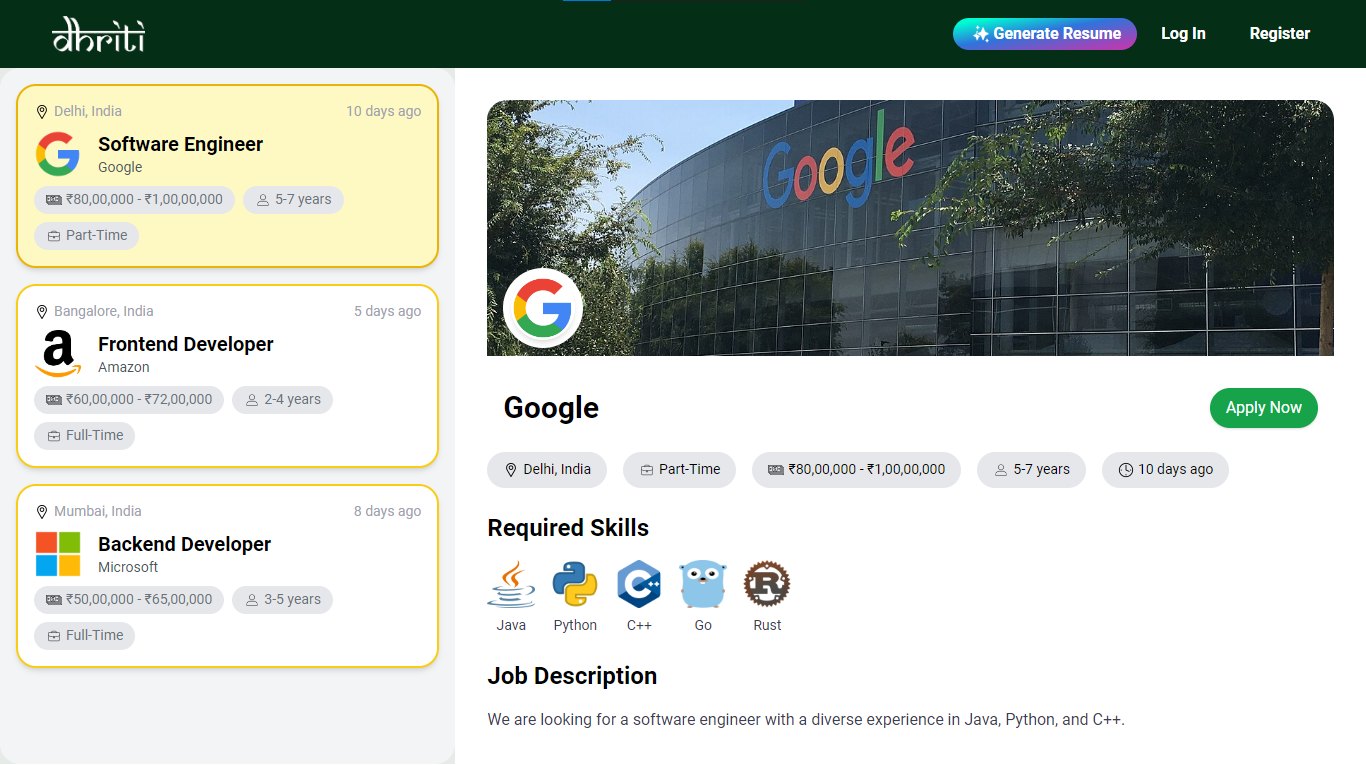 dhriti
Generate Resume
Log In
Register
Delhi, India
10 days ago
Software Engineer
Google
₹80,00,000 - ₹1,00,00,000
5-7 years
Part-Time
Bangalore, India
5 days ago
Frontend Developer
Amazon
₹60,00,000 - ₹72,00,000
2-4 years
Full-Time
Mumbai, India
8 days ago
Backend Developer
Microsoft
₹50,00,000 - ₹65,00,000
3-5 years
Full-Time
Google
Google
Apply Now
Delhi, India
Part-Time
₹80,00,000 - ₹1,00,00,000
5-7 years
10 days ago
Required Skills
Java
Python
C++
Go
Rust
Job Description
We are looking for a software engineer with a diverse experience in Java, Python, and C++.